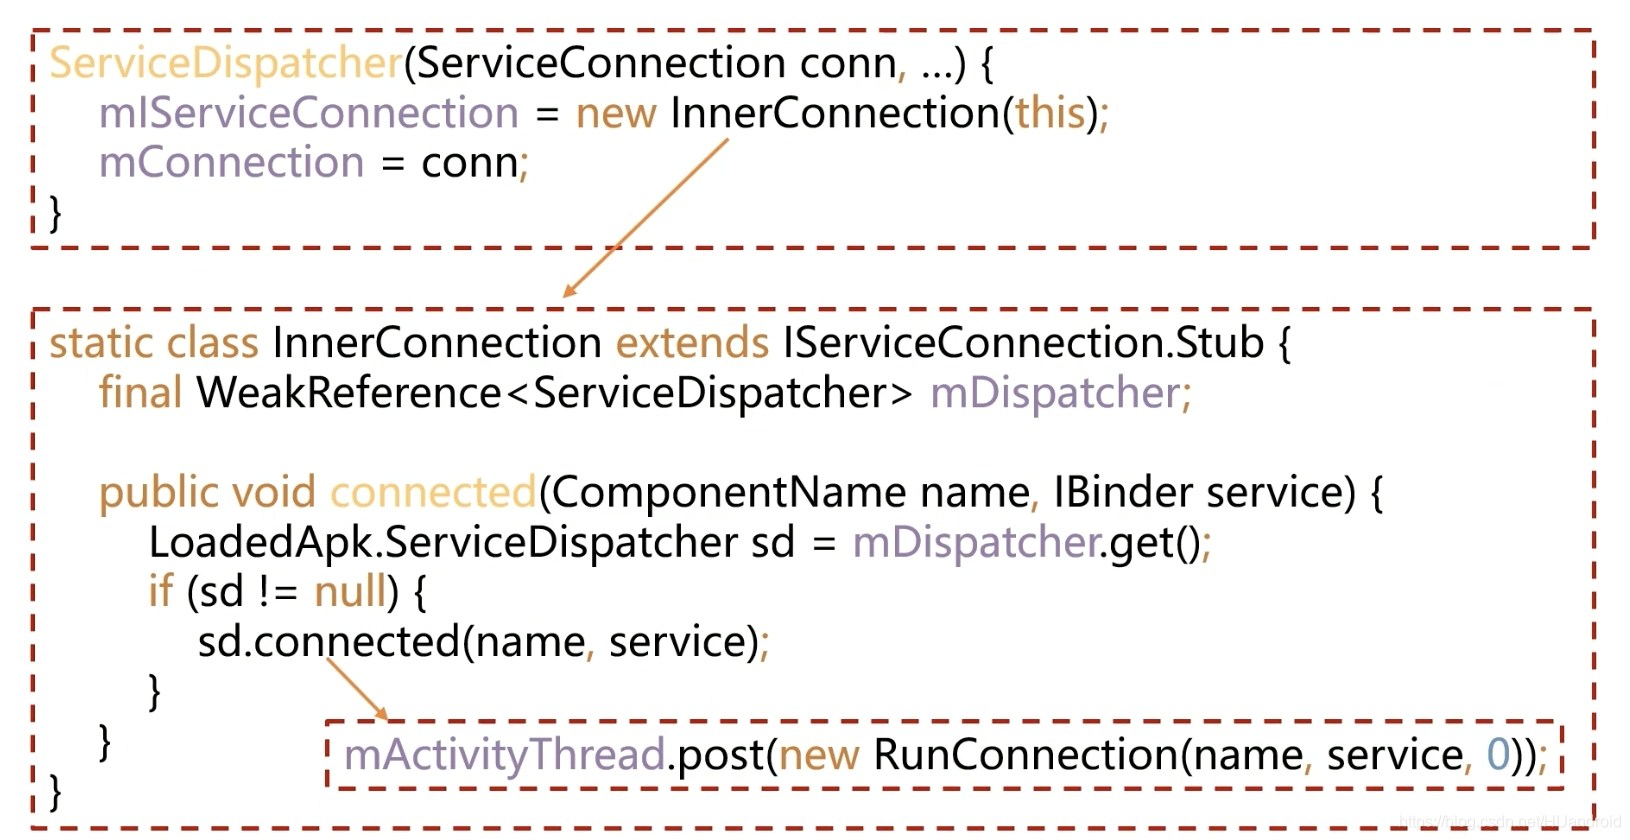 ServiceDispatcher(ServiceConnection conn, ...) {
mIServiceConnection = new InnerConnection(this);
mConnection = conn;
}
static class InnerConnection extends IServiceConnection.Stub {
final WeakReference<ServiceDispatcher> mDispatcher;
public void connected(ComponentName name, IBinder service) {
LoadedApk.ServiceDispatcher sd = mDispatcher.get();
if (sd != null) {
sd.connected(name, service);
}
}
mActivityThread.post(new RunConnection(name, service, 0));
}
https://blog.csdn.net/HUandroid